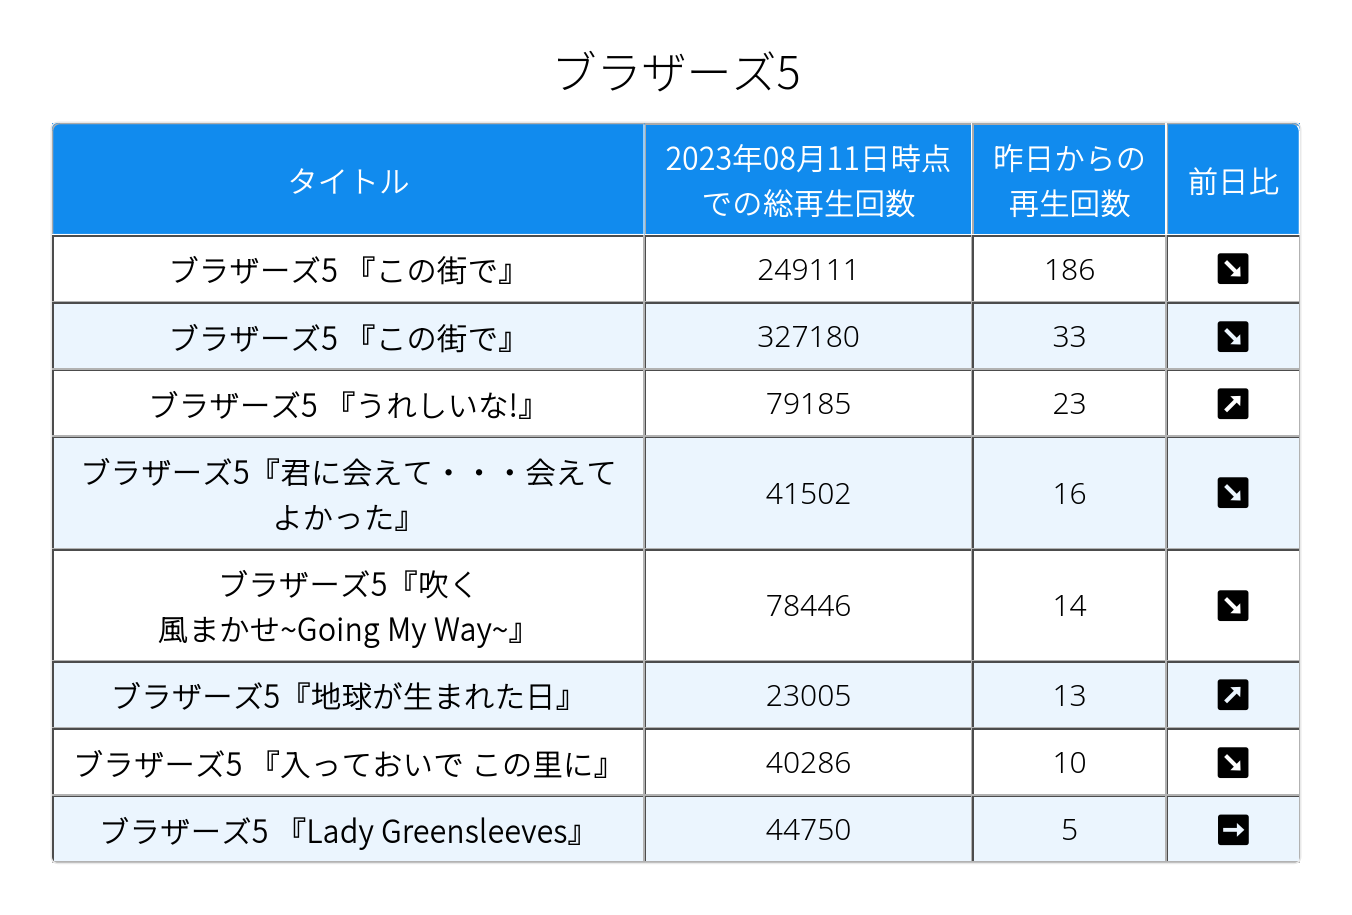 ブラザーズ5
タイトル
2023年08月11日時点
での総再生回数
昨日からの
再生回数
前日比
ブラザーズ5 『この街で』
249111
186
↘
ブラザーズ5 『この街で』
327180
33
↘
ブラザーズ5 『うれしいな!』
79185
23
↗
ブラザーズ5『君に会えて・・・会えて
よかった』
41502
16
↘
ブラザーズ5『吹く
風まかせ~Going My Way~』
78446
14
↘
ブラザーズ5『地球が生まれた日』
23005
13
↗
ブラザーズ5 『入っておいで この里に』
40286
10
↘
ブラザーズ5 『Lady Greensleeves』
44750
5
→